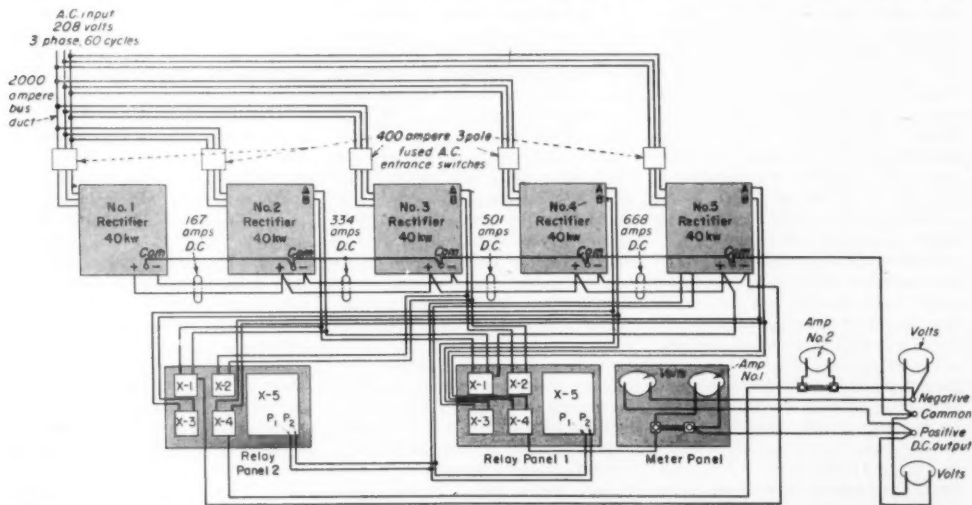 A.C. input
208 volts
3 phase, 60 cycles
2000
ampere
bus
duct
400 ampere 3 pole
fused A.C.
entrance switches
No.1
Rectifier
40 kw
Com
+ -
167
amps
D.C.
No.2
Rectifier
40 kw
A
B
Com
+ -
334
amps
D.C.
No.3
Rectifier
40 kw
A
B
Com
+ -
501
amps
D.C.
No.4
Rectifier
40 kw
A
B
Com
+ -
668
amps
D.C.
No.5
Rectifier
40 kw
A
B
Com
+ -
X-1
X-2
X-3
X-4
X-5
P1 P2
Relay
Panel 2
X-1
X-2
X-3
X-4
X-5
P1 P2
Relay Panel 1
Volts
Amp
No.1
Meter Panel
Amp
No.2
Volts
Negative
Common
Positive
D.C. output
Volts